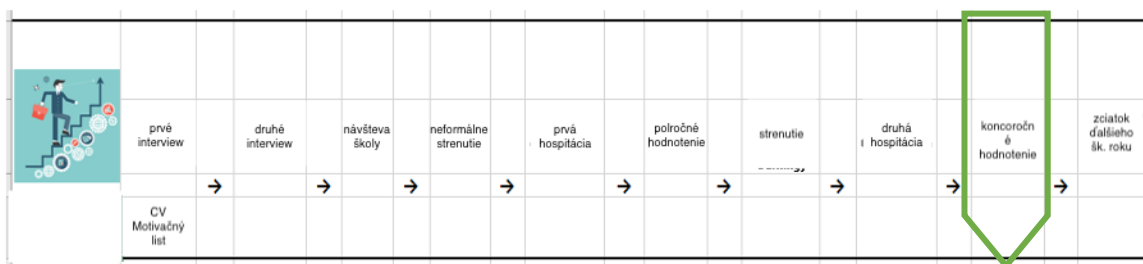 prvé
interview
druhé
interview
návšteva
školy
neformálne
strenutie
prvá
hospitácia
polročné
hodnotenie
strenutie
druhá
hospitácia
koncoročn
é
hodnotenie
zciatok
ďalšieho
šk. roku
CV
Motivačný
list